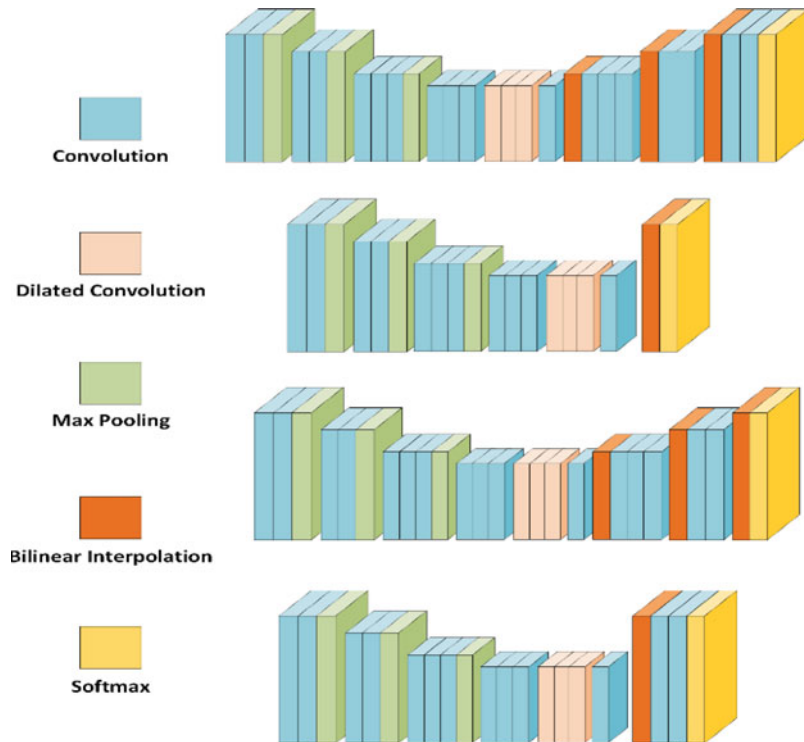 Convolution
Dilated Convolution
Max Pooling
Bilinear Interpolation
Softmax